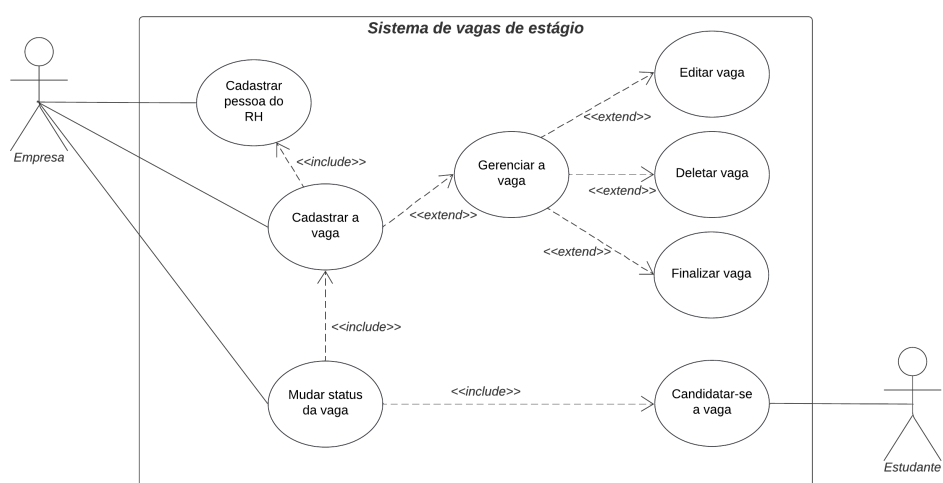 Sistema de vagas de estágio
Cadastrar
pessoa do
RH
Editar vaga
<<extend>>
Empresa
<<include>>
Gerenciar a
vaga
Deletar vaga
<<extend>>
Cadastrar a
vaga
<<extend>>
<<extend>>
Finalizar vaga
<<include>>
Mudar status
da vaga
<<include>>
Candidatar-se
a vaga
Estudante